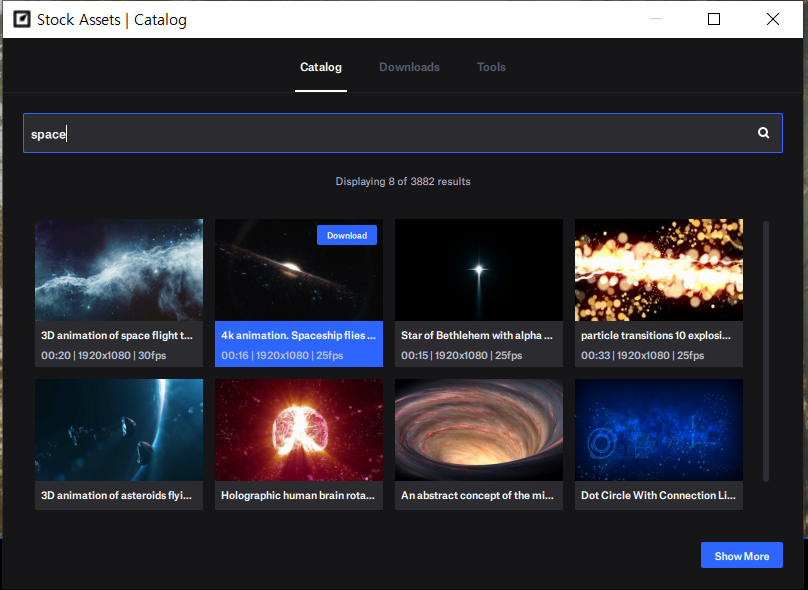 Stock Assets | Catalog
Catalog
Downloads
Tools
space
Displaying 8 of 3882 results
Download
3D animation of space flight t...
00:20 | 1920x1080 | 30fps
4k animation. Spaceship flies ...
00:16 | 1920x1080 | 25fps
Star of Bethlehem with alpha ...
00:15 | 1920x1080 | 25fps
particle transitions 10 explosi...
00:33 | 1920x1080 | 25fps
3D animation of asteroids flyi...
Holographic human brain rota...
An abstract concept of the mi...
Dot Circle With Connection Li...
Show More